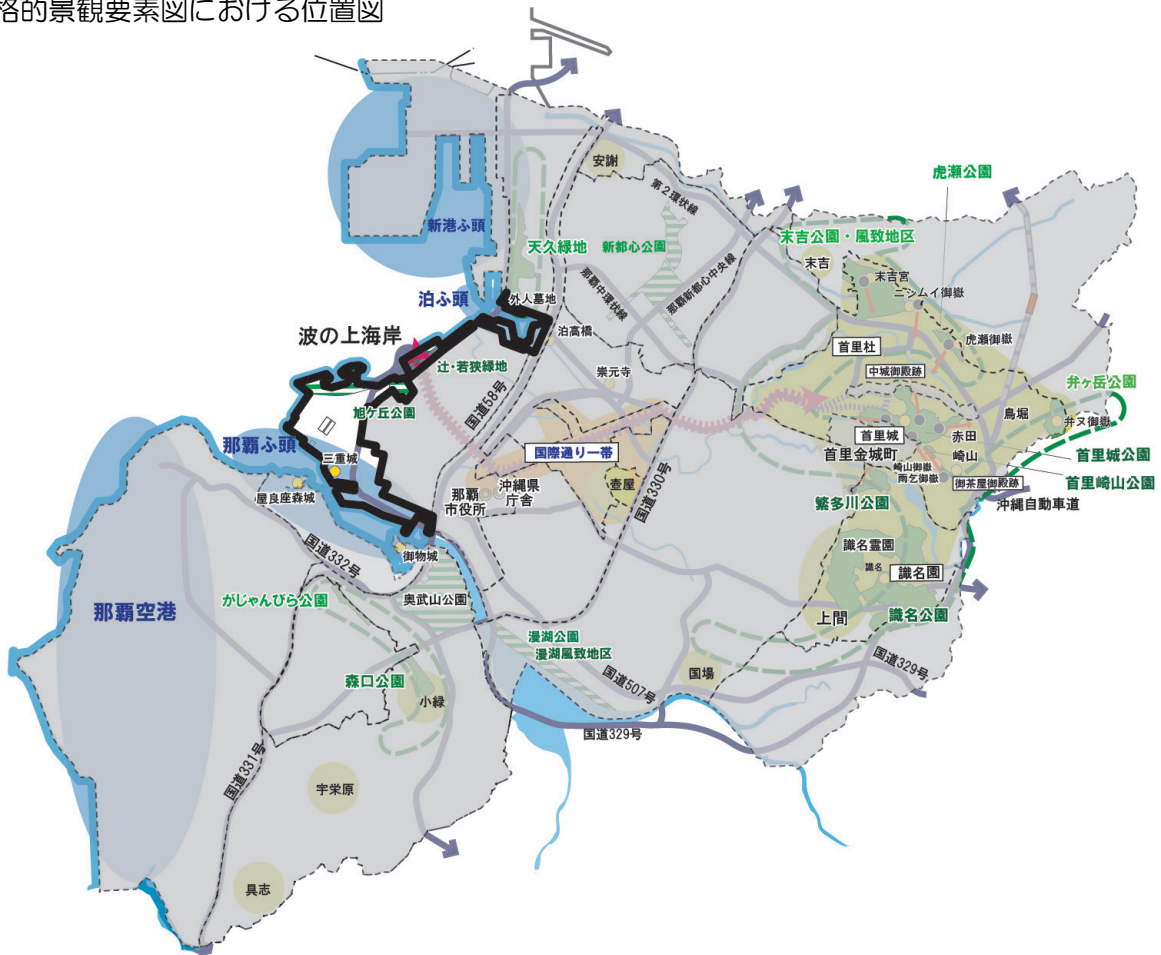 格的景観要素図における位置図
安謝
虎瀬公園
第2環状線
新港ふ頭
天久緑地
新都心公園
末吉公園・風致地区
末吉
末吉宮
ニシムイ御嶽
那覇中環状線
那覇新都心中央線
泊ふ頭
外人墓地
波の上海岸
泊高橋
虎瀬御嶽
首里杜
辻・若狭緑地
崇元寺
中城御殿跡
弁ヶ岳公園
旭ケ丘公園
国道58号
鳥堀
弁ヌ御嶽
那覇ふ頭
国際通り一帯
首里城
赤田
首里金城町
崎山
首里城公園
三重城
崎山御嶽
雨乞御嶽
御茶屋御殿跡
首里崎山公園
屋良座森城
那覇
市役所
沖縄県
庁舎
壺屋
国道330号
繁多川公園
沖縄自動車道
国道332号
御物城
識名霊園
識名
識名園
那覇空港
がじゃんびら公園
奥武山公園
上間
識名公園
漫湖公園
漫湖風致地区
国道329号
森口公園
小緑
国道507号
国場
国道329号
国道331号
宇栄原
具志